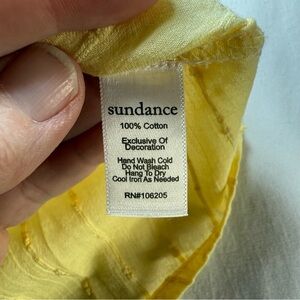 sundance
100% Cotton
Exclusive Of
Decoration
Hand Wash Cold
Do Not Bleach
Hang To Dry
Cool Iron As Needed
RN#106205